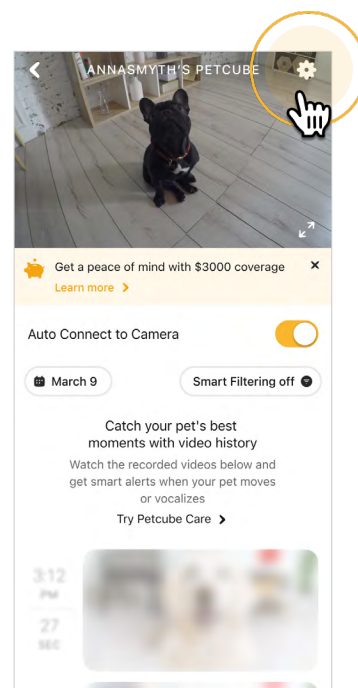 ANNASMYTH'S PETCUBE
Get a peace of mind with $3000 coverage
Learn more
Auto Connect to Camera
March 9
Smart Filtering off
Catch your pet's best
moments with video history
Watch the recorded videos below and
get smart alerts when your pet moves
or vocalizes
Try Petcube Care
3:12
PM
27
SEC